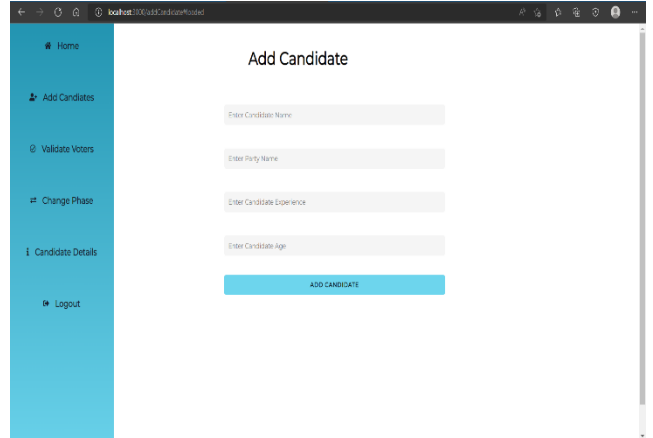 localhost:3000/addCandidate#loaded
Home
Add Candiates
Validate Voters
Change Phase
Candidate Details
Logout
Add Candidate
Enter Candidate Name
Enter Party Name
Enter Candidate Experience
Enter Candidate Age
ADD CANDIDATE